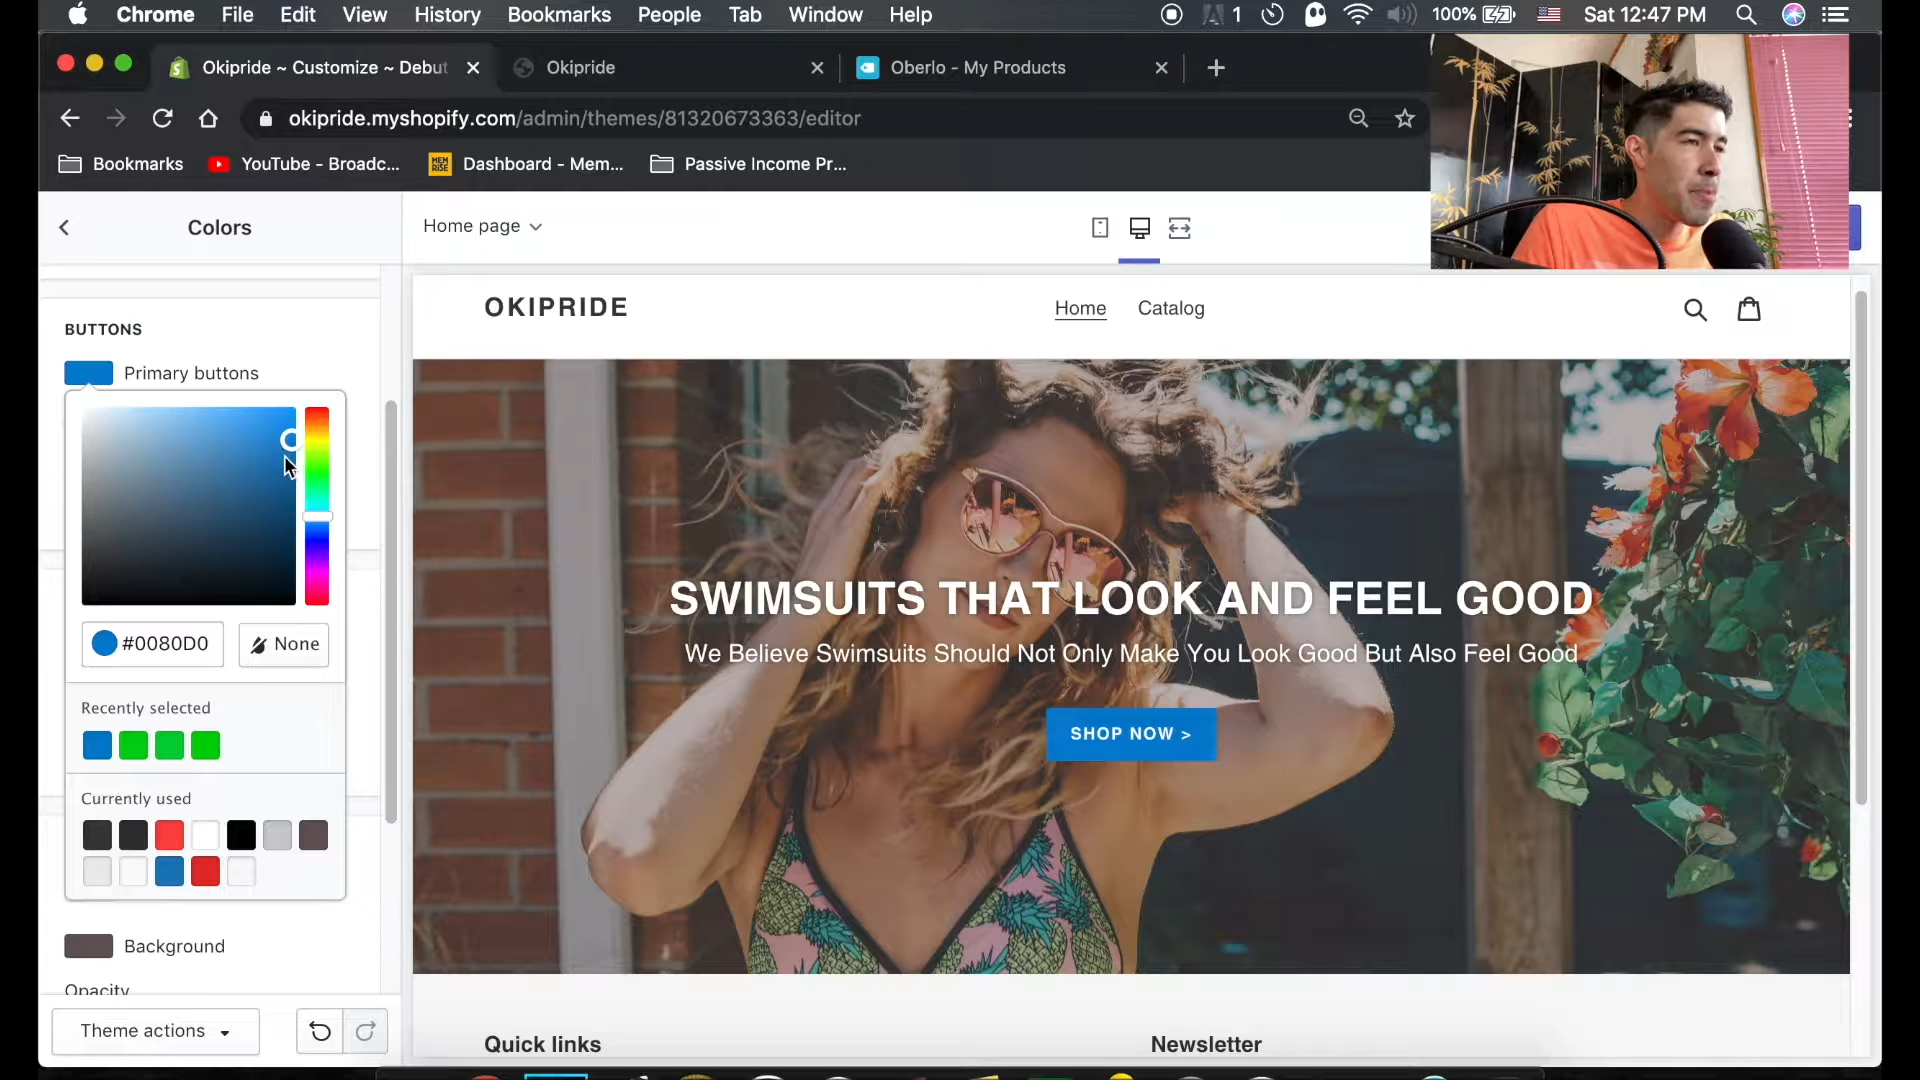 Chrome File Edit View History Bookmarks People Tab Window Help 1 100% Sat 12:47 PM
Okipride ~ Customize ~ Debut Okipride Oberlo - My Products
okipride.myshopify.com/admin/themes/81320673363/editor
Bookmarks YouTube - Broadc... Dashboard - Mem... Passive Income Pr...
Colors
Home page
OKIPRIDE
Home Catalog
BUTTONS
Primary buttons
#0080D0 None
Recently selected
Currently used
Background
Opacity
Theme actions
SWIMSUITS THAT LOOK AND FEEL GOOD
We Believe Swimsuits Should Not Only Make You Look Good But Also Feel Good
SHOP NOW >
Quick links
Newsletter